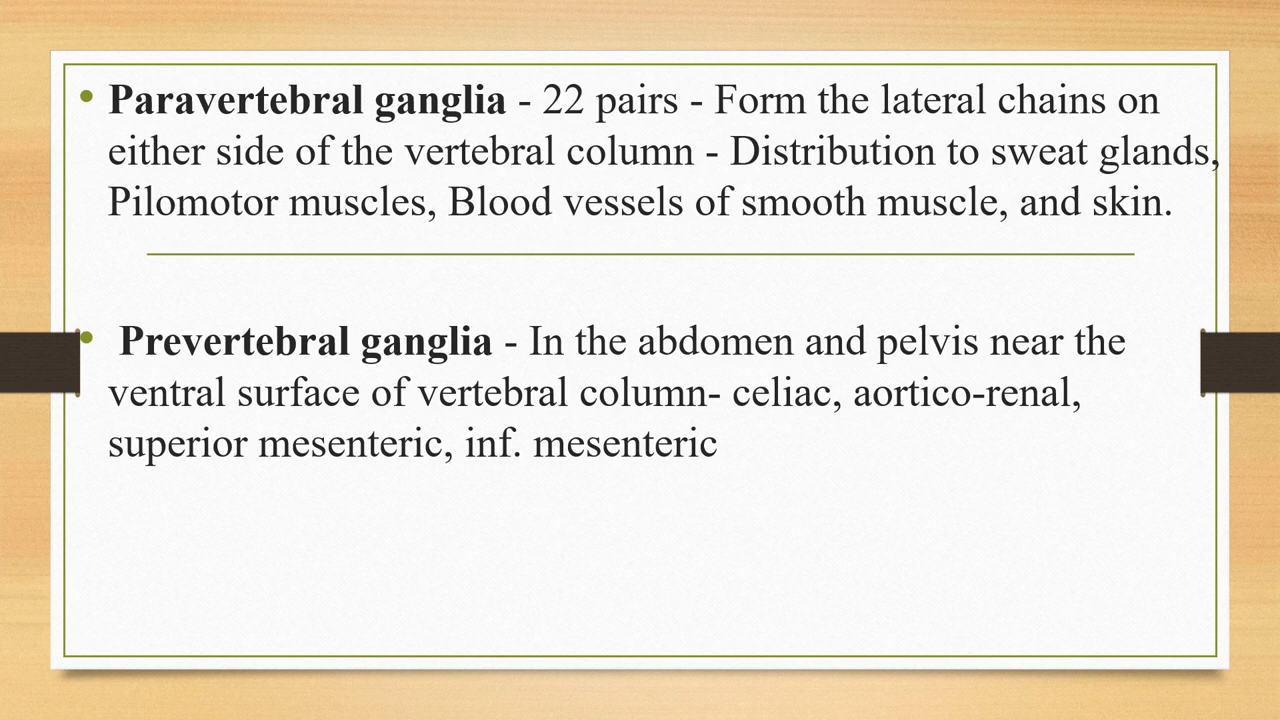 • Paravertebral ganglia - 22 pairs - Form the lateral chains on
either side of the vertebral column - Distribution to sweat glands,
Pilomotor muscles, Blood vessels of smooth muscle, and skin.
• Prevertebral ganglia - In the abdomen and pelvis near the
ventral surface of vertebral column- celiac, aortico-renal,
superior mesenteric, inf. mesenteric